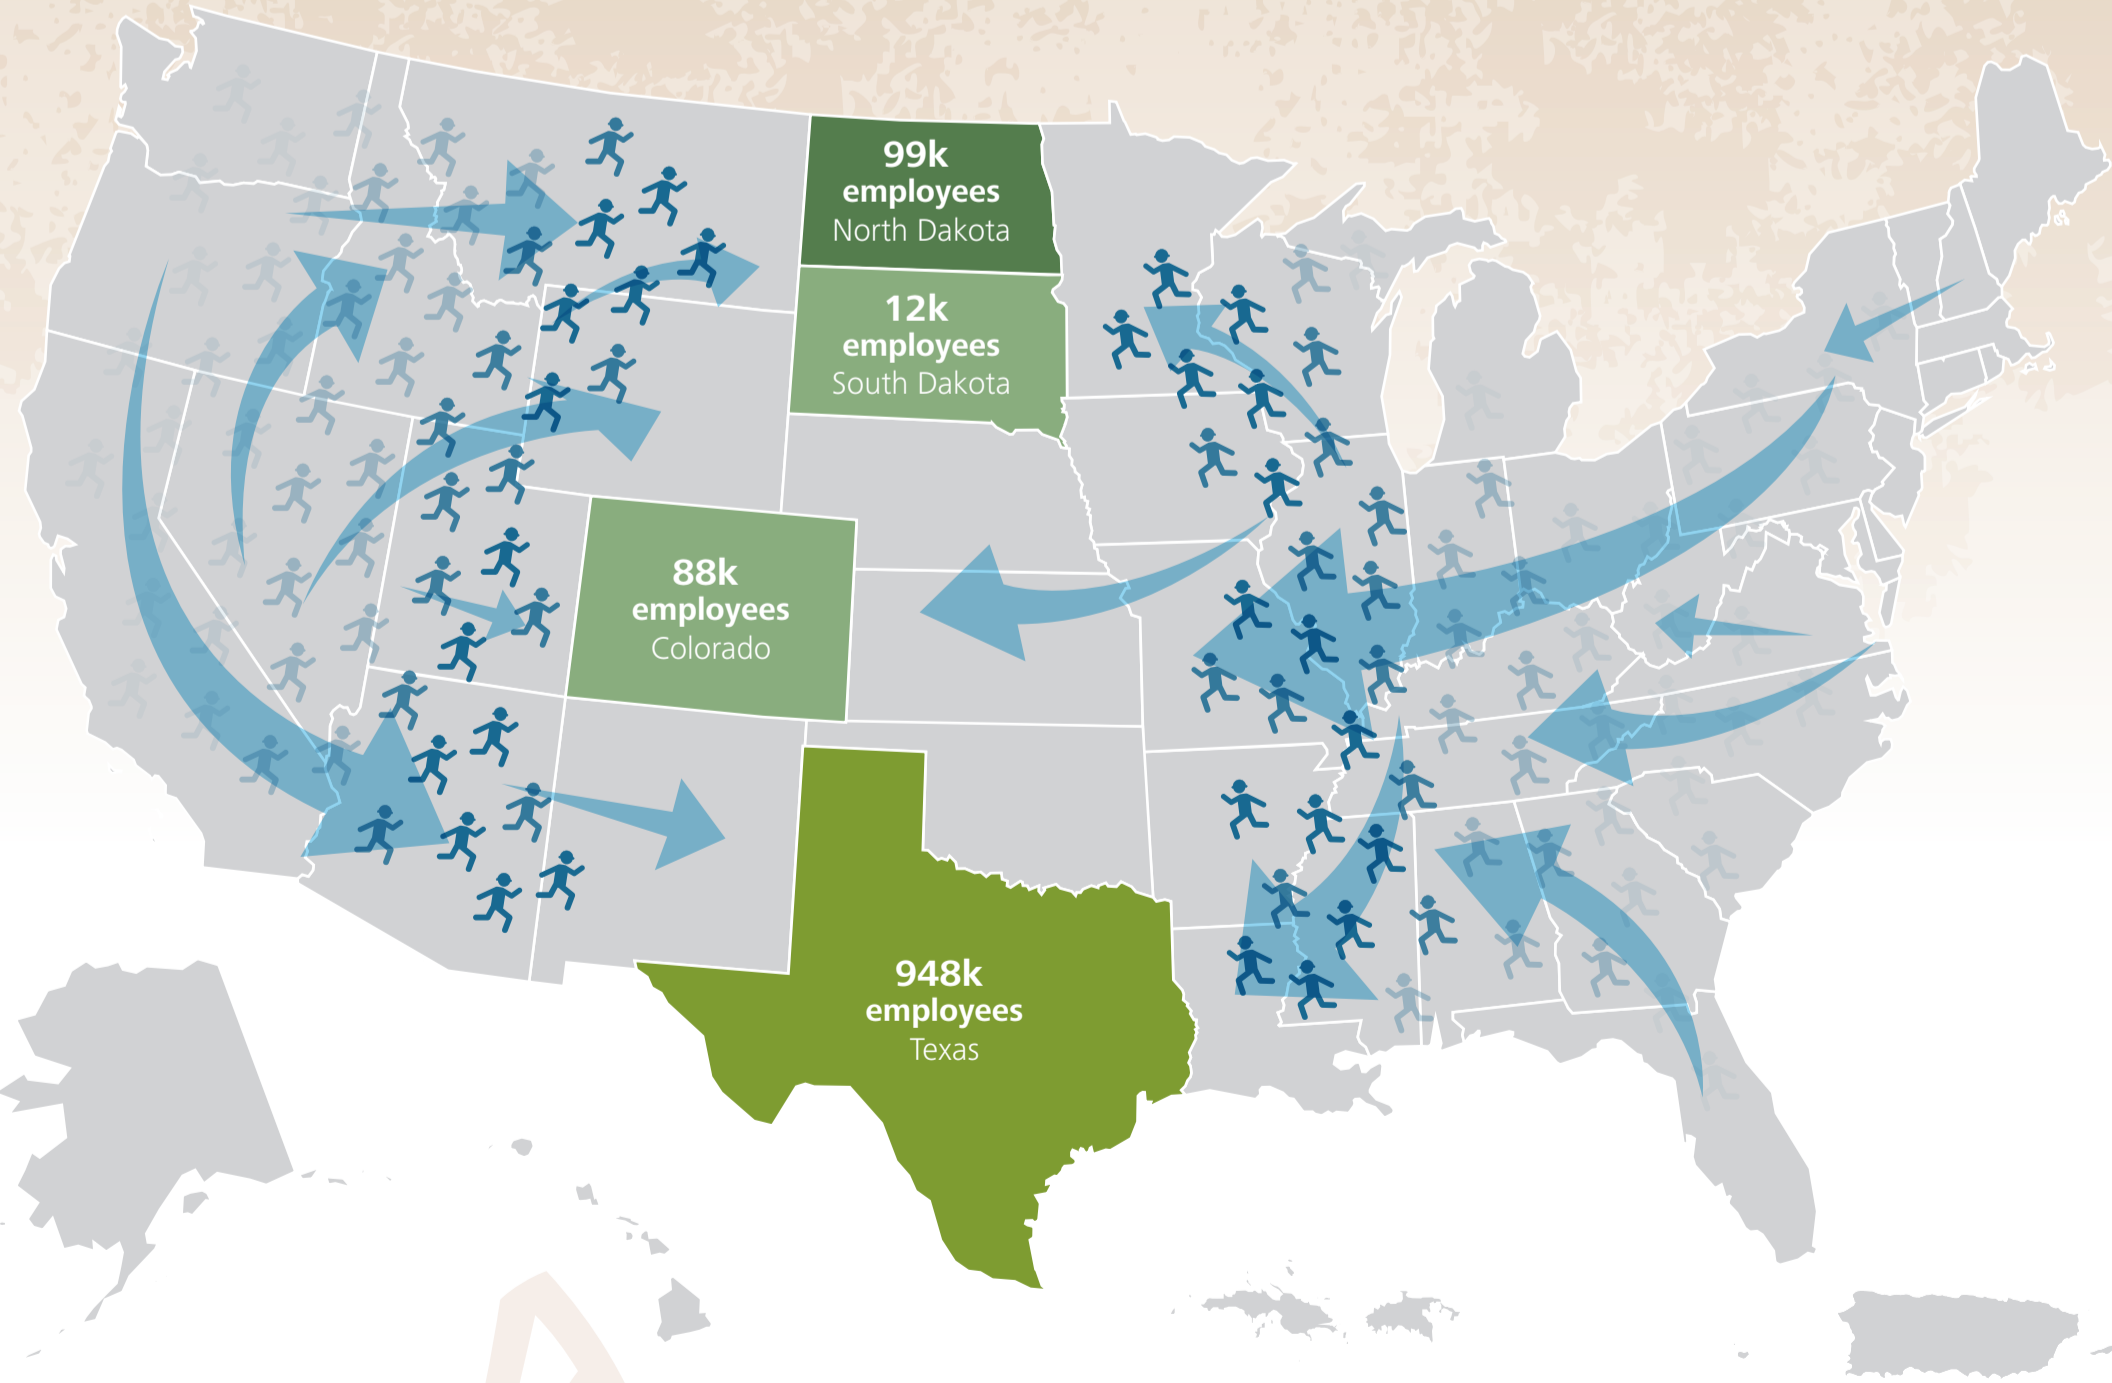 99k
employees
North Dakota
12k
employees
South Dakota
88k
employees
Colorado
948k
employees
Texas